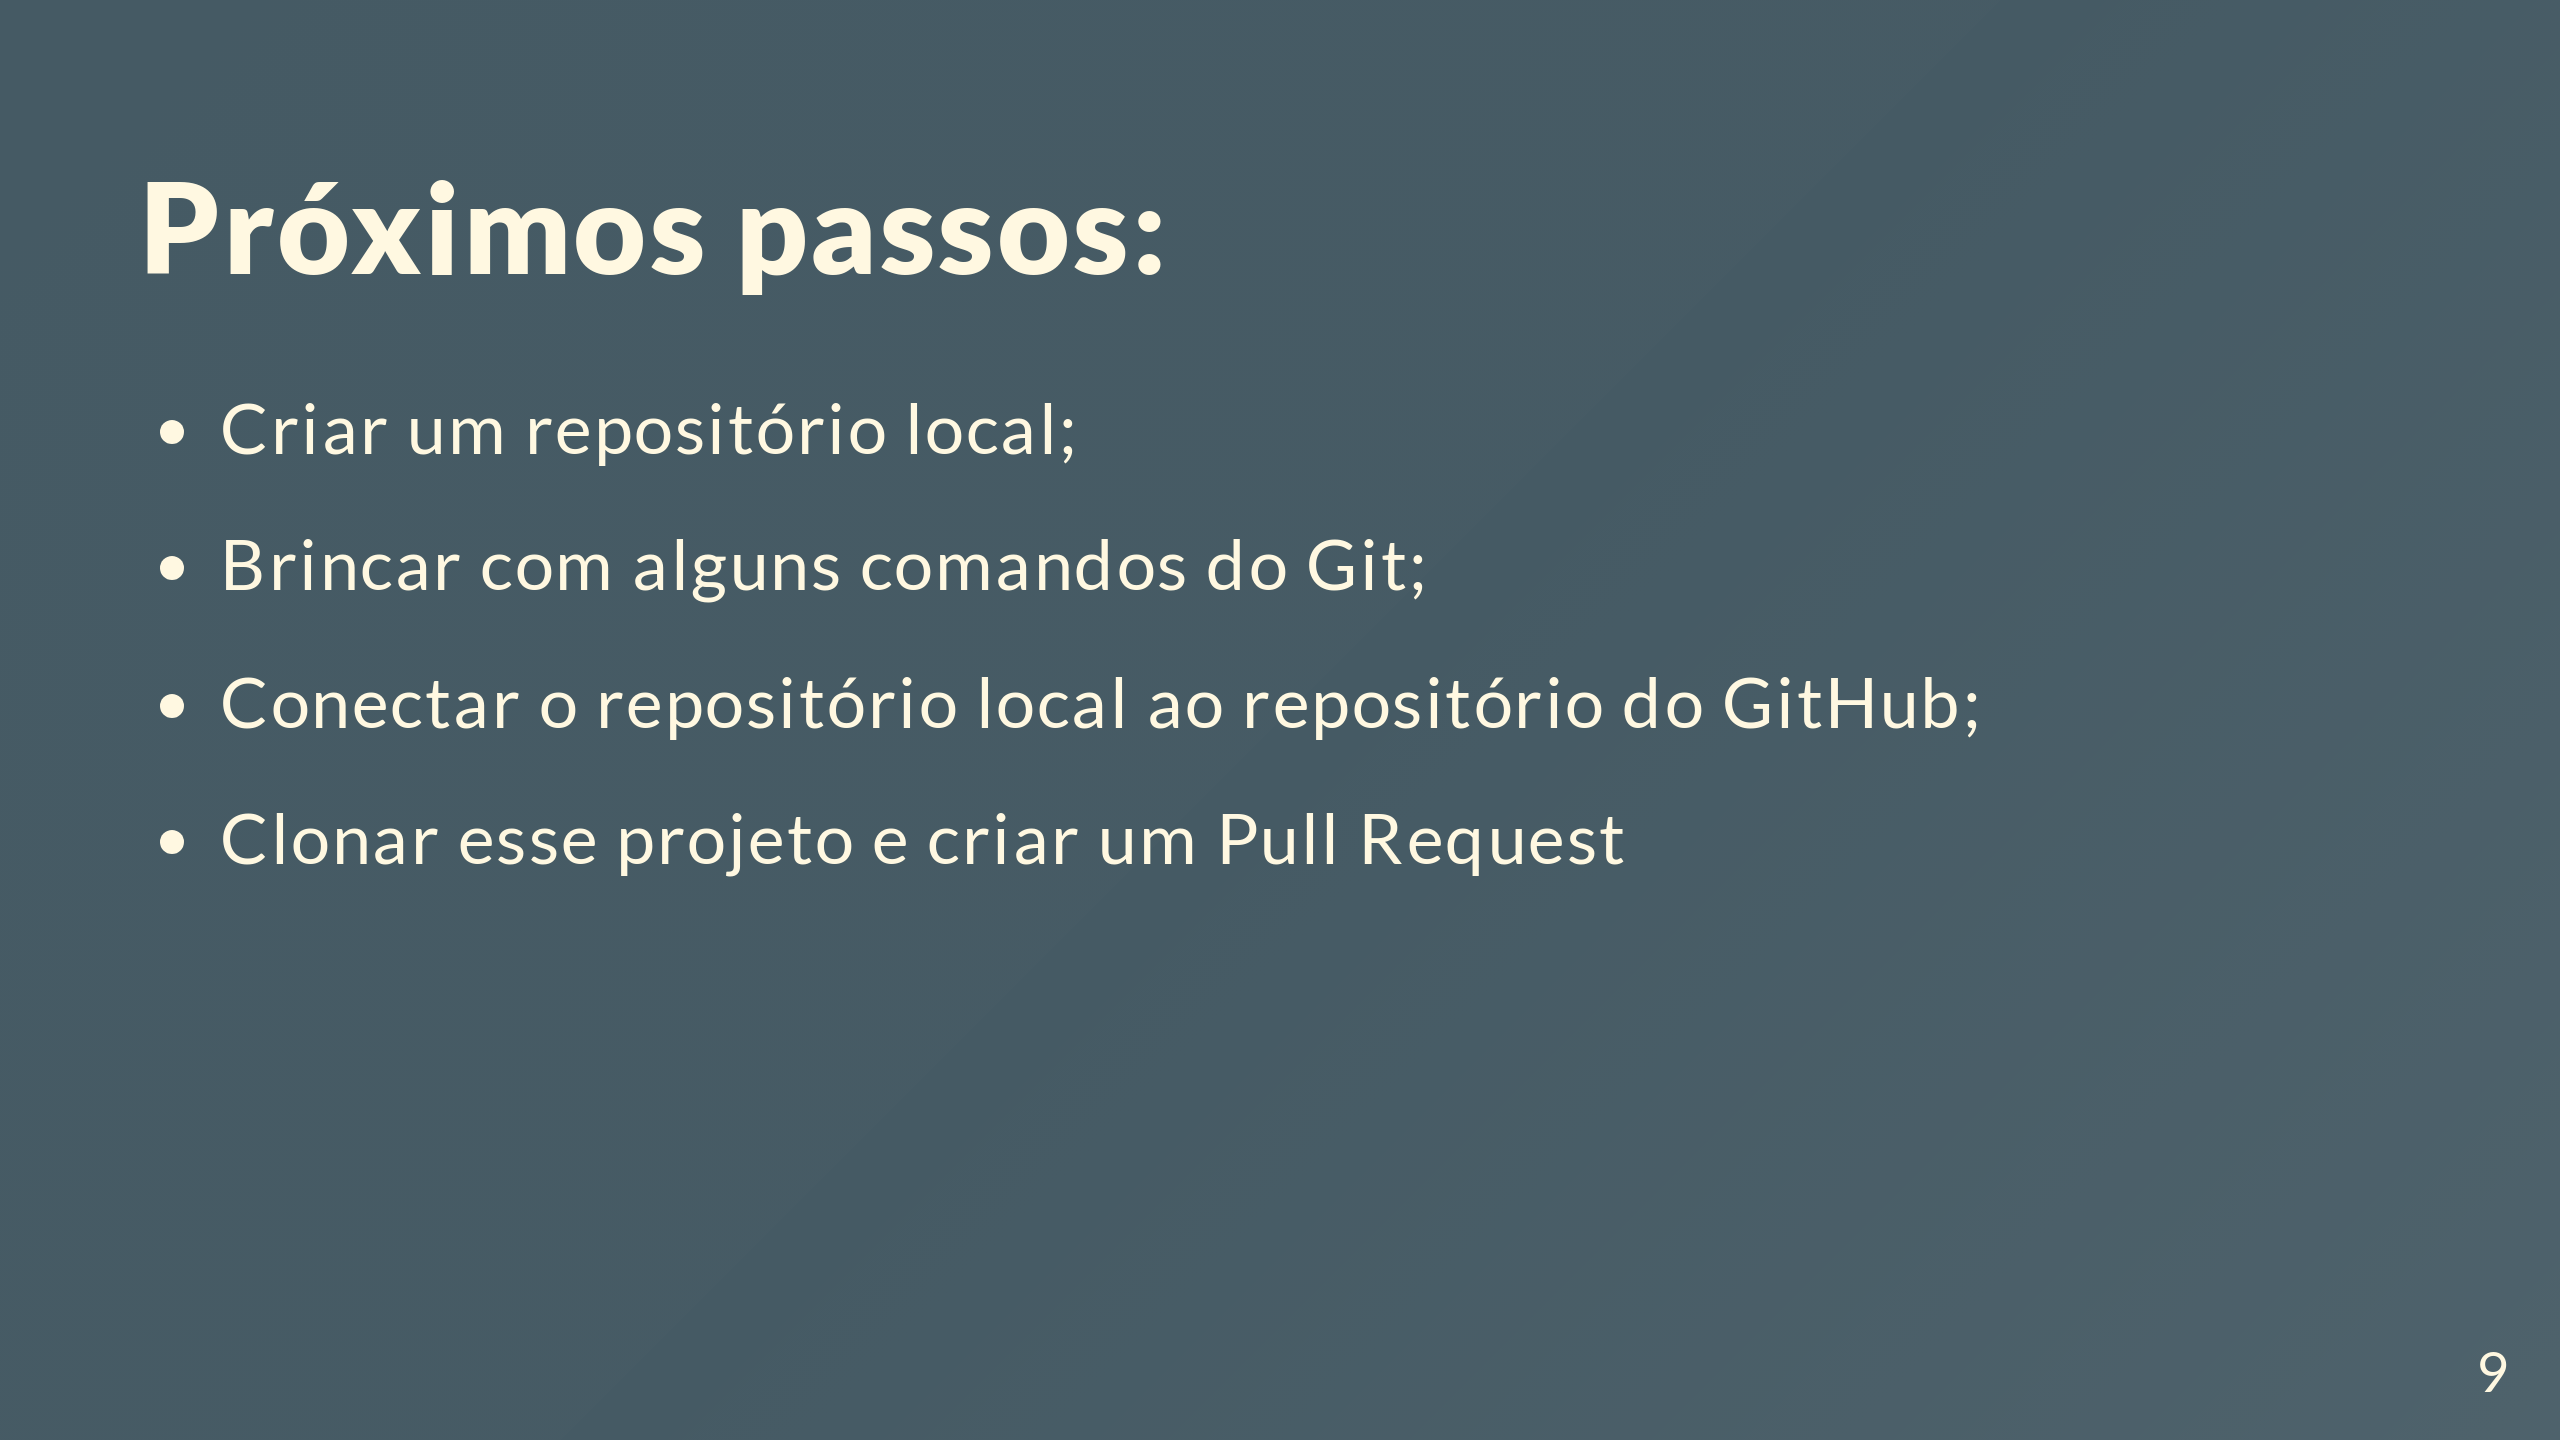 Próximos passos:
• Criar um repositório local;
• Brincar com alguns comandos do Git;
• Conectar o repositório local ao repositório do GitHub;
• Clonar esse projeto e criar um Pull Request
9